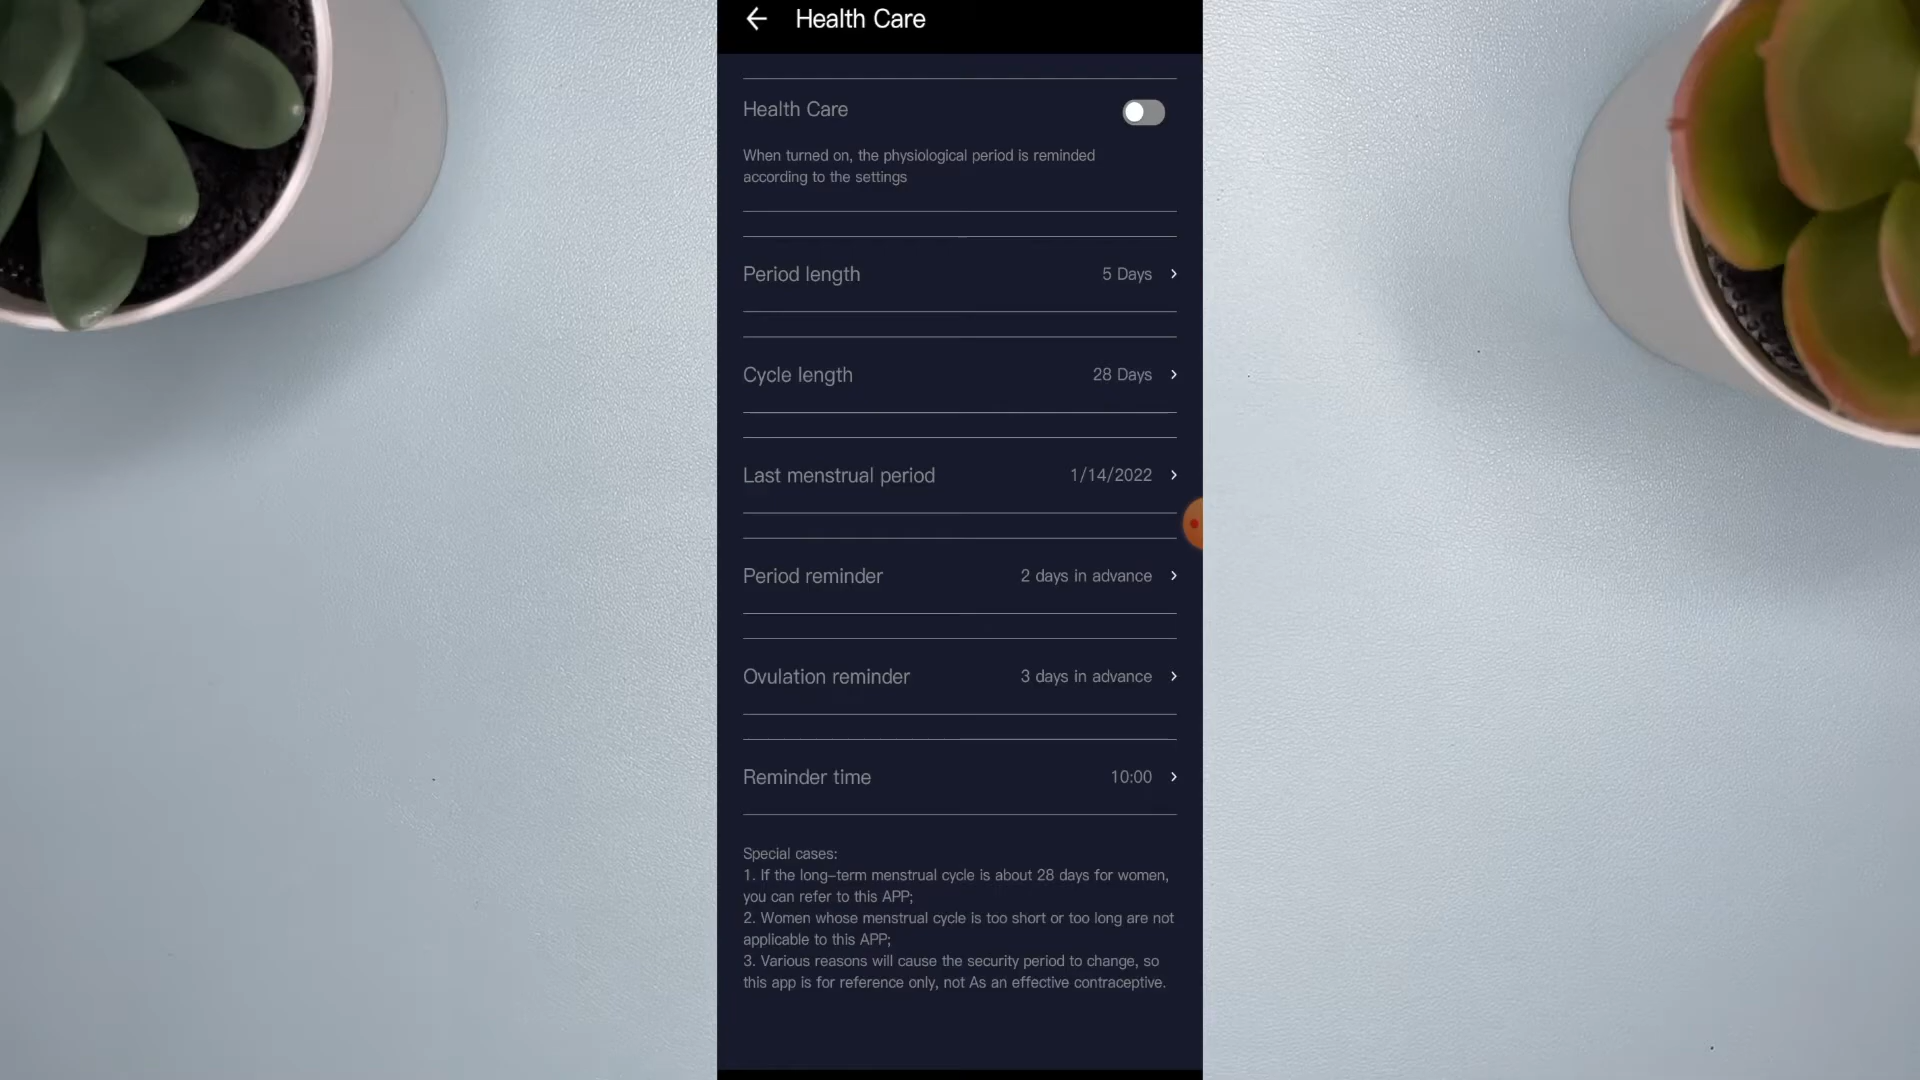 Health Care
Health Care
When turned on, the physiological period is reminded
according to the settings
Period length 5 Days
Cycle length 28 Days
Last menstrual period 1/14/2022
Period reminder 2 days in advance
Ovulation reminder 3 days in advance
Reminder time 10:00
Special cases:
1. If the long-term menstrual cycle is about 28 days for women,
you can refer to this APP;
2. Women whose menstrual cycle is too short or too long are not
applicable to this APP;
3. Various reasons will cause the security period to change, so
this app is for reference only, not As an effective contraceptive.